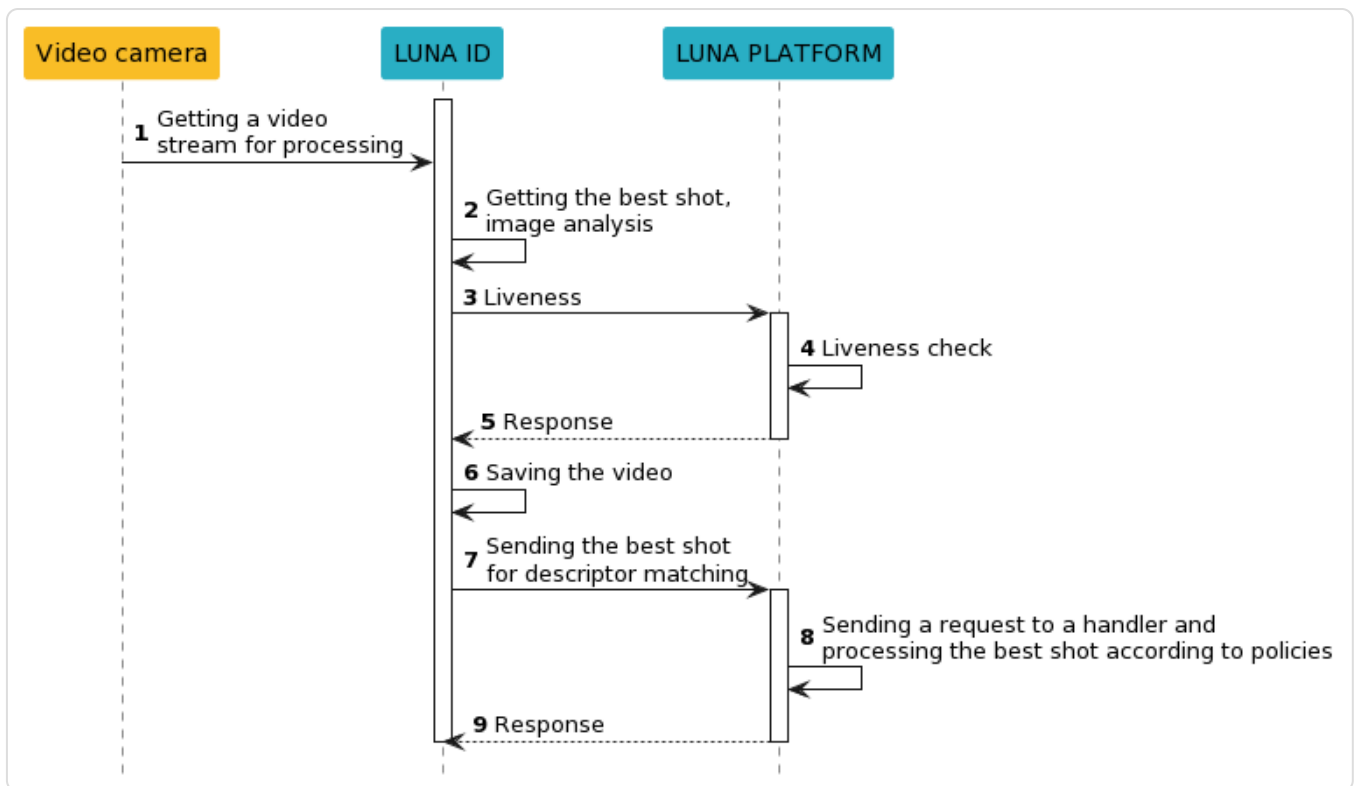 Video camera
LUNA ID
LUNA PLATFORM
1 Getting a video
stream for processing
2 Getting the best shot,
image analysis
3 Liveness
4 Liveness check
5 Response
6 Saving the video
7 Sending the best shot
for descriptor matching
8 Sending a request to a handler and
processing the best shot according to policies
9 Response